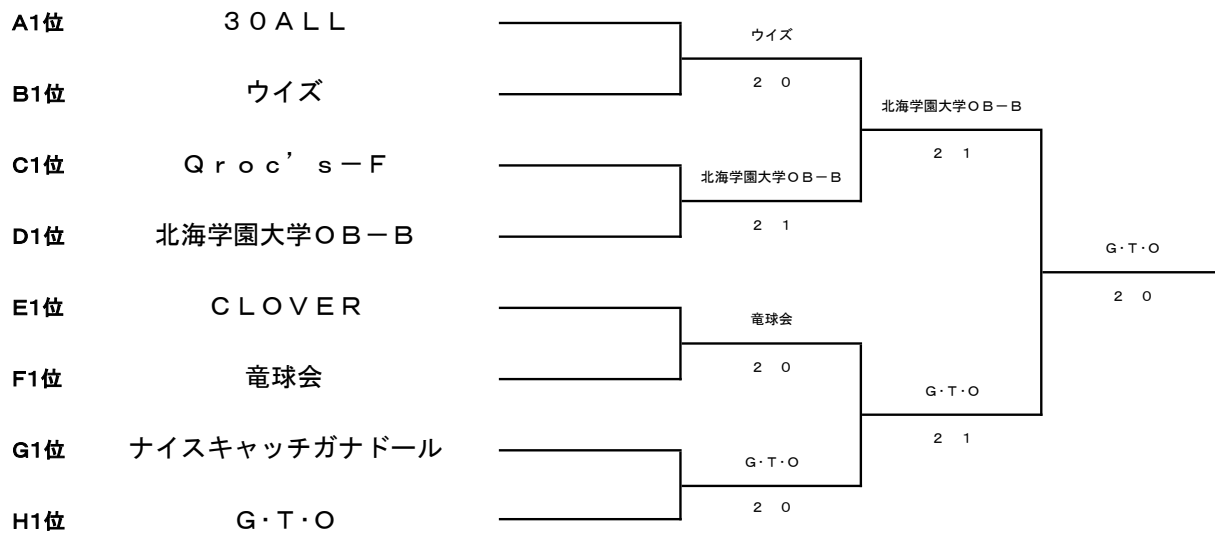 A1位 ３０ＡＬＬ
ウイズ
B1位 ウイズ
２ ０
北海学園大学ＯＢ－Ｂ
C1位 Ｑｒｏｃ’ｓ－Ｆ
２ １
北海学園大学ＯＢ－Ｂ
D1位 北海学園大学ＯＢ－Ｂ
２ １
Ｇ・Ｔ・Ｏ
２ ０
E1位 ＣＬＯＶＥＲ
竜球会
F1位 竜球会
２ ０
Ｇ・Ｔ・Ｏ
２ １
G1位 ナイスキャッチガナドール
Ｇ・Ｔ・Ｏ
２ ０
H1位 Ｇ・Ｔ・Ｏ